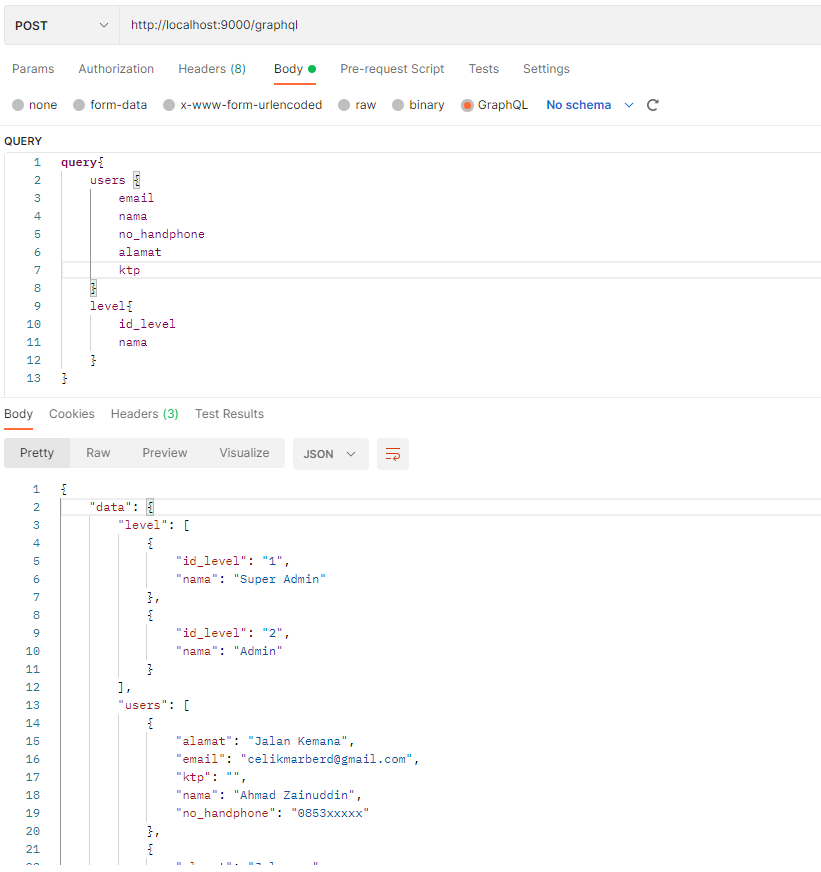 POST http://localhost:9000/graphql
Params Authorization Headers (8) Body Pre-request Script Tests Settings
none form-data x-www-form-urlencoded raw binary GraphQL No schema
QUERY
1 query{
2 users {
3 email
4 nama
5 no_handphone
6 alamat
7 ktp
8 }
9 level{
10 id_level
11 nama
12 }
13 }
Body Cookies Headers (3) Test Results
Pretty Raw Preview Visualize JSON
1 {
2 "data": {
3 "level": [
4 {
5 "id_level": "1",
6 "nama": "Super Admin"
7 },
8 {
9 "id_level": "2",
10 "nama": "Admin"
11 }
12 ],
13 "users": [
14 {
15 "alamat": "Jalan Kemana",
16 "email": "celikmarberd@gmail.com",
17 "ktp": "",
18 "nama": "Ahmad Zainuddin",
19 "no_handphone": "0853xxxxx"
20 },
21 {